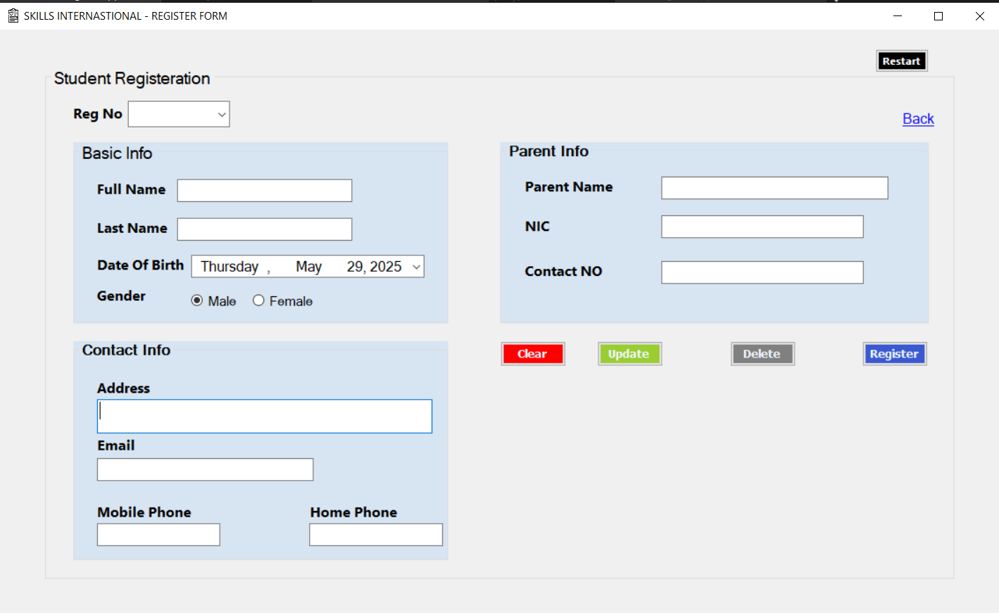 SKILLS INTERNASTIONAL - REGISTER FORM
Restart
Student Registeration
Reg No
Back
Basic Info
Full Name
Last Name
Date Of Birth Thursday , May 29, 2025
Gender Male Female
Parent Info
Parent Name
NIC
Contact NO
Clear Update Delete Register
Contact Info
Address
Email
Mobile Phone Home Phone